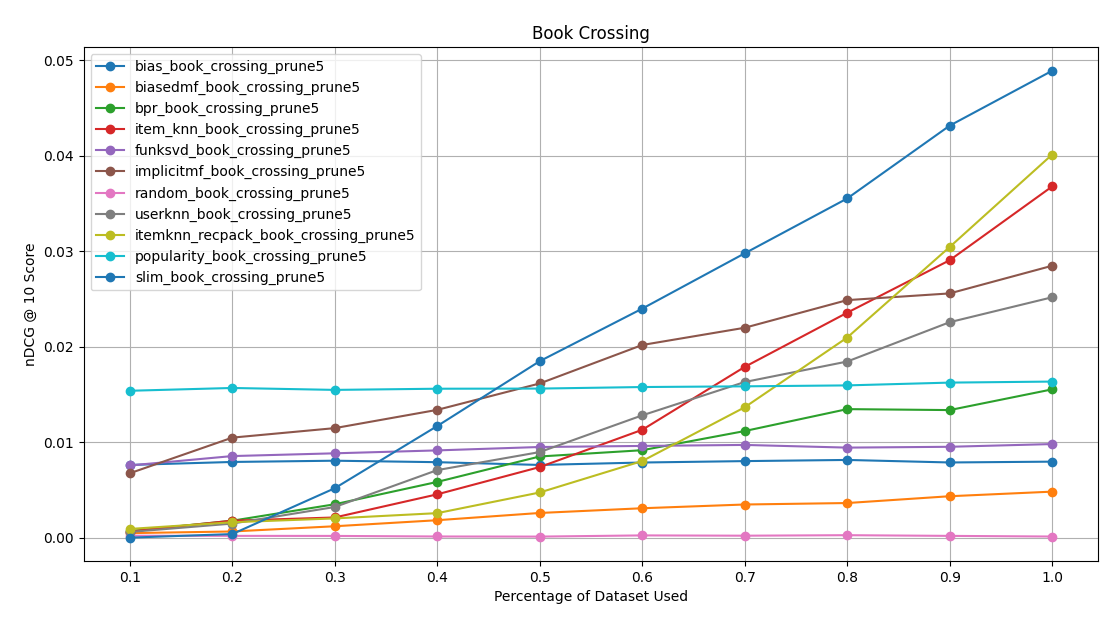 Book Crossing
0.05
0.04
0.03
0.02
0.01
0.00
nDCG @ 10 Score
bias_book_crossing_prune5
biasedmf_book_crossing_prune5
bpr_book_crossing_prune5
item_knn_book_crossing_prune5
funksvd_book_crossing_prune5
implicitmf_book_crossing_prune5
random_book_crossing_prune5
userknn_book_crossing_prune5
itemknn_recpack_book_crossing_prune5
popularity_book_crossing_prune5
slim_book_crossing_prune5
0.1 0.2 0.3 0.4 0.5 0.6 0.7 0.8 0.9 1.0
Percentage of Dataset Used